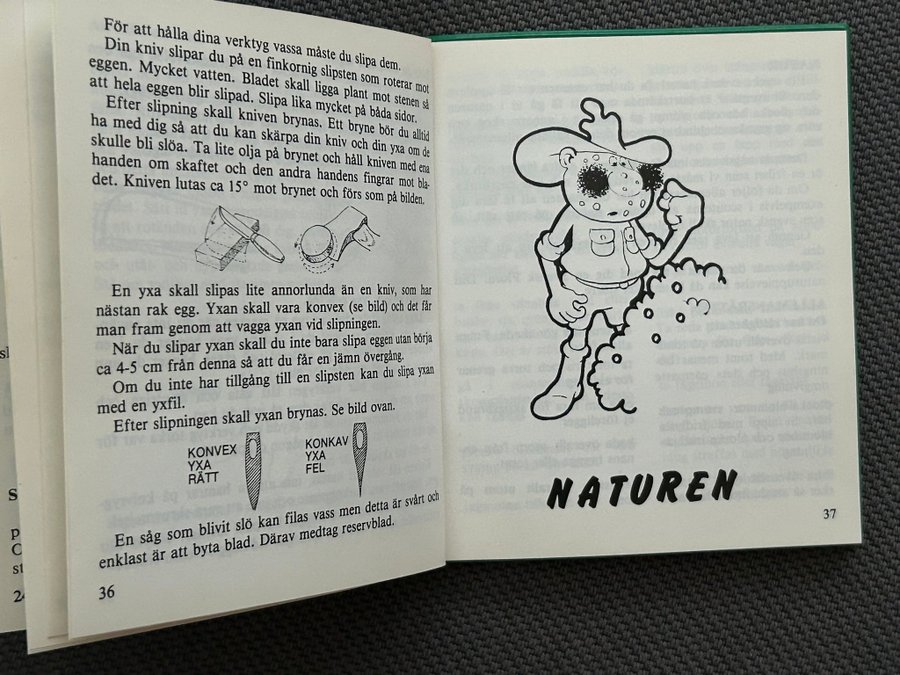 För att hålla dina verktyg vassa måste du slipa dem.
Din kniv slipar du på en finkornig slipsten som roterar mot
eggen. Mycket vatten. Bladet skall ligga plant mot stenen så
att hela eggen blir slipad. Slipa lika mycket på båda sidor.
Efter slipning skall kniven brynas. Ett bryne bör du alltid
ha med dig så att du kan skärpa din kniv och din yxa om de
skulle bli slöa. Ta lite olja på brynet och håll kniven med ena
handen om skaftet och den andra handens fingrar mot bla-
det. Kniven lutas ca 15° mot brynet och förs som på bilden.
En yxa skall slipas lite annorlunda än en kniv, som har
nästan rak egg. Yxan skall vara konvex (se bild) och det får
man fram genom att vagga yxan vid slipningen.
När du slipar yxan skall du inte bara slipa eggen utan börja
ca 4-5 cm från denna så att du får en jämn övergång.
Om du inte har tillgång till en slipsten kan du slipa yxan
med en yxfil.
Efter slipningen skall yxan brynas. Se bild ovan.
KONVEX
YXA
RÄTT
KONKAV
YXA
FEL
En såg som blivit slö kan filas vass men detta är svårt och
enklast är att byta blad. Därav medtag reservblad.
36
NATUREN
37